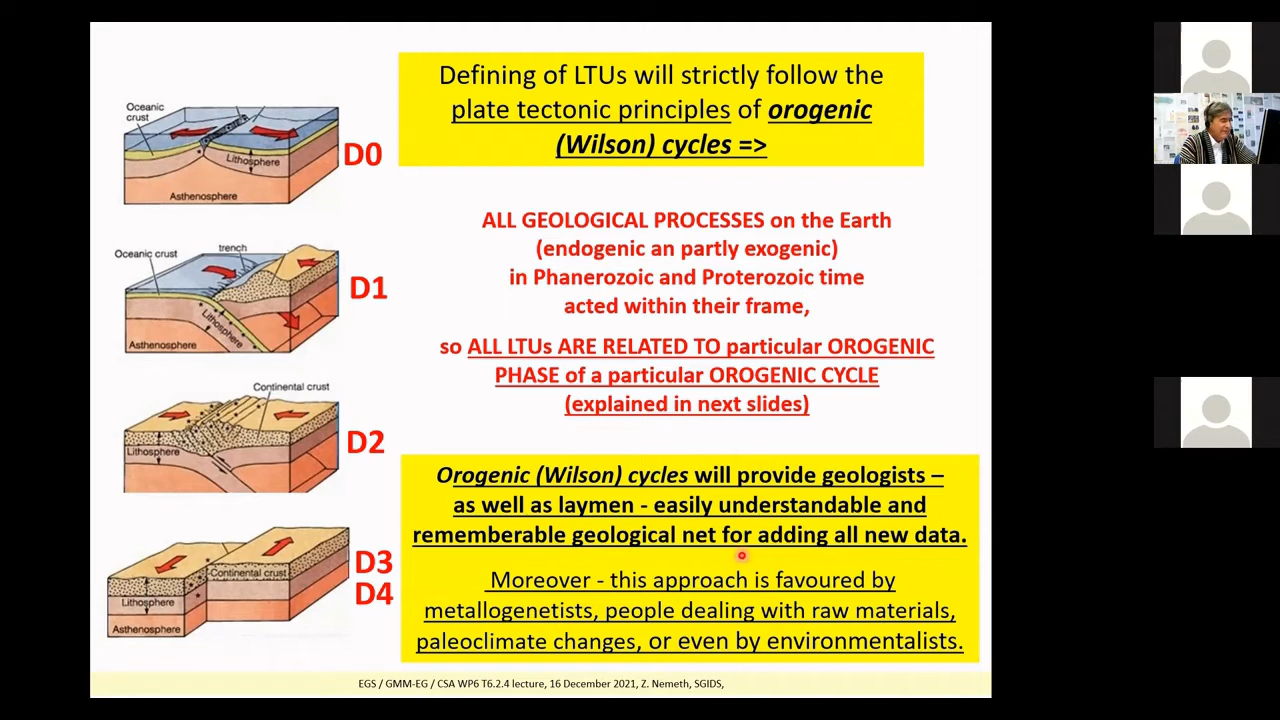 Defining of LTUs will strictly follow the
plate tectonic principles of orogenic
(Wilson) cycles =>
Oceanic
crust
Lithosphere
Asthenosphere
D0
ALL GEOLOGICAL PROCESSES on the Earth
(endogenic an partly exogenic)
in Phanerozoic and Proterozoic time
acted within their frame,
so ALL LTUs ARE RELATED TO particular OROGENIC
PHASE of a particular OROGENIC CYCLE
(explained in next slides)
Oceanic crust
trench
Lithosphere
Asthenosphere
D1
Continental crust
Lithosphere
D2
Orogenic (Wilson) cycles will provide geologists –
as well as laymen - easily understandable and
rememberable geological net for adding all new data.
Moreover - this approach is favoured by
metallogenetists, people dealing with raw materials,
paleoclimate changes, or even by environmentalists.
Continental crust
Lithosphere
Asthenosphere
D3
D4
EGS / GMM-EG / CSA WP6 T6.2.4 lecture, 16 December 2021, Z. Nemeth, SGIDS,